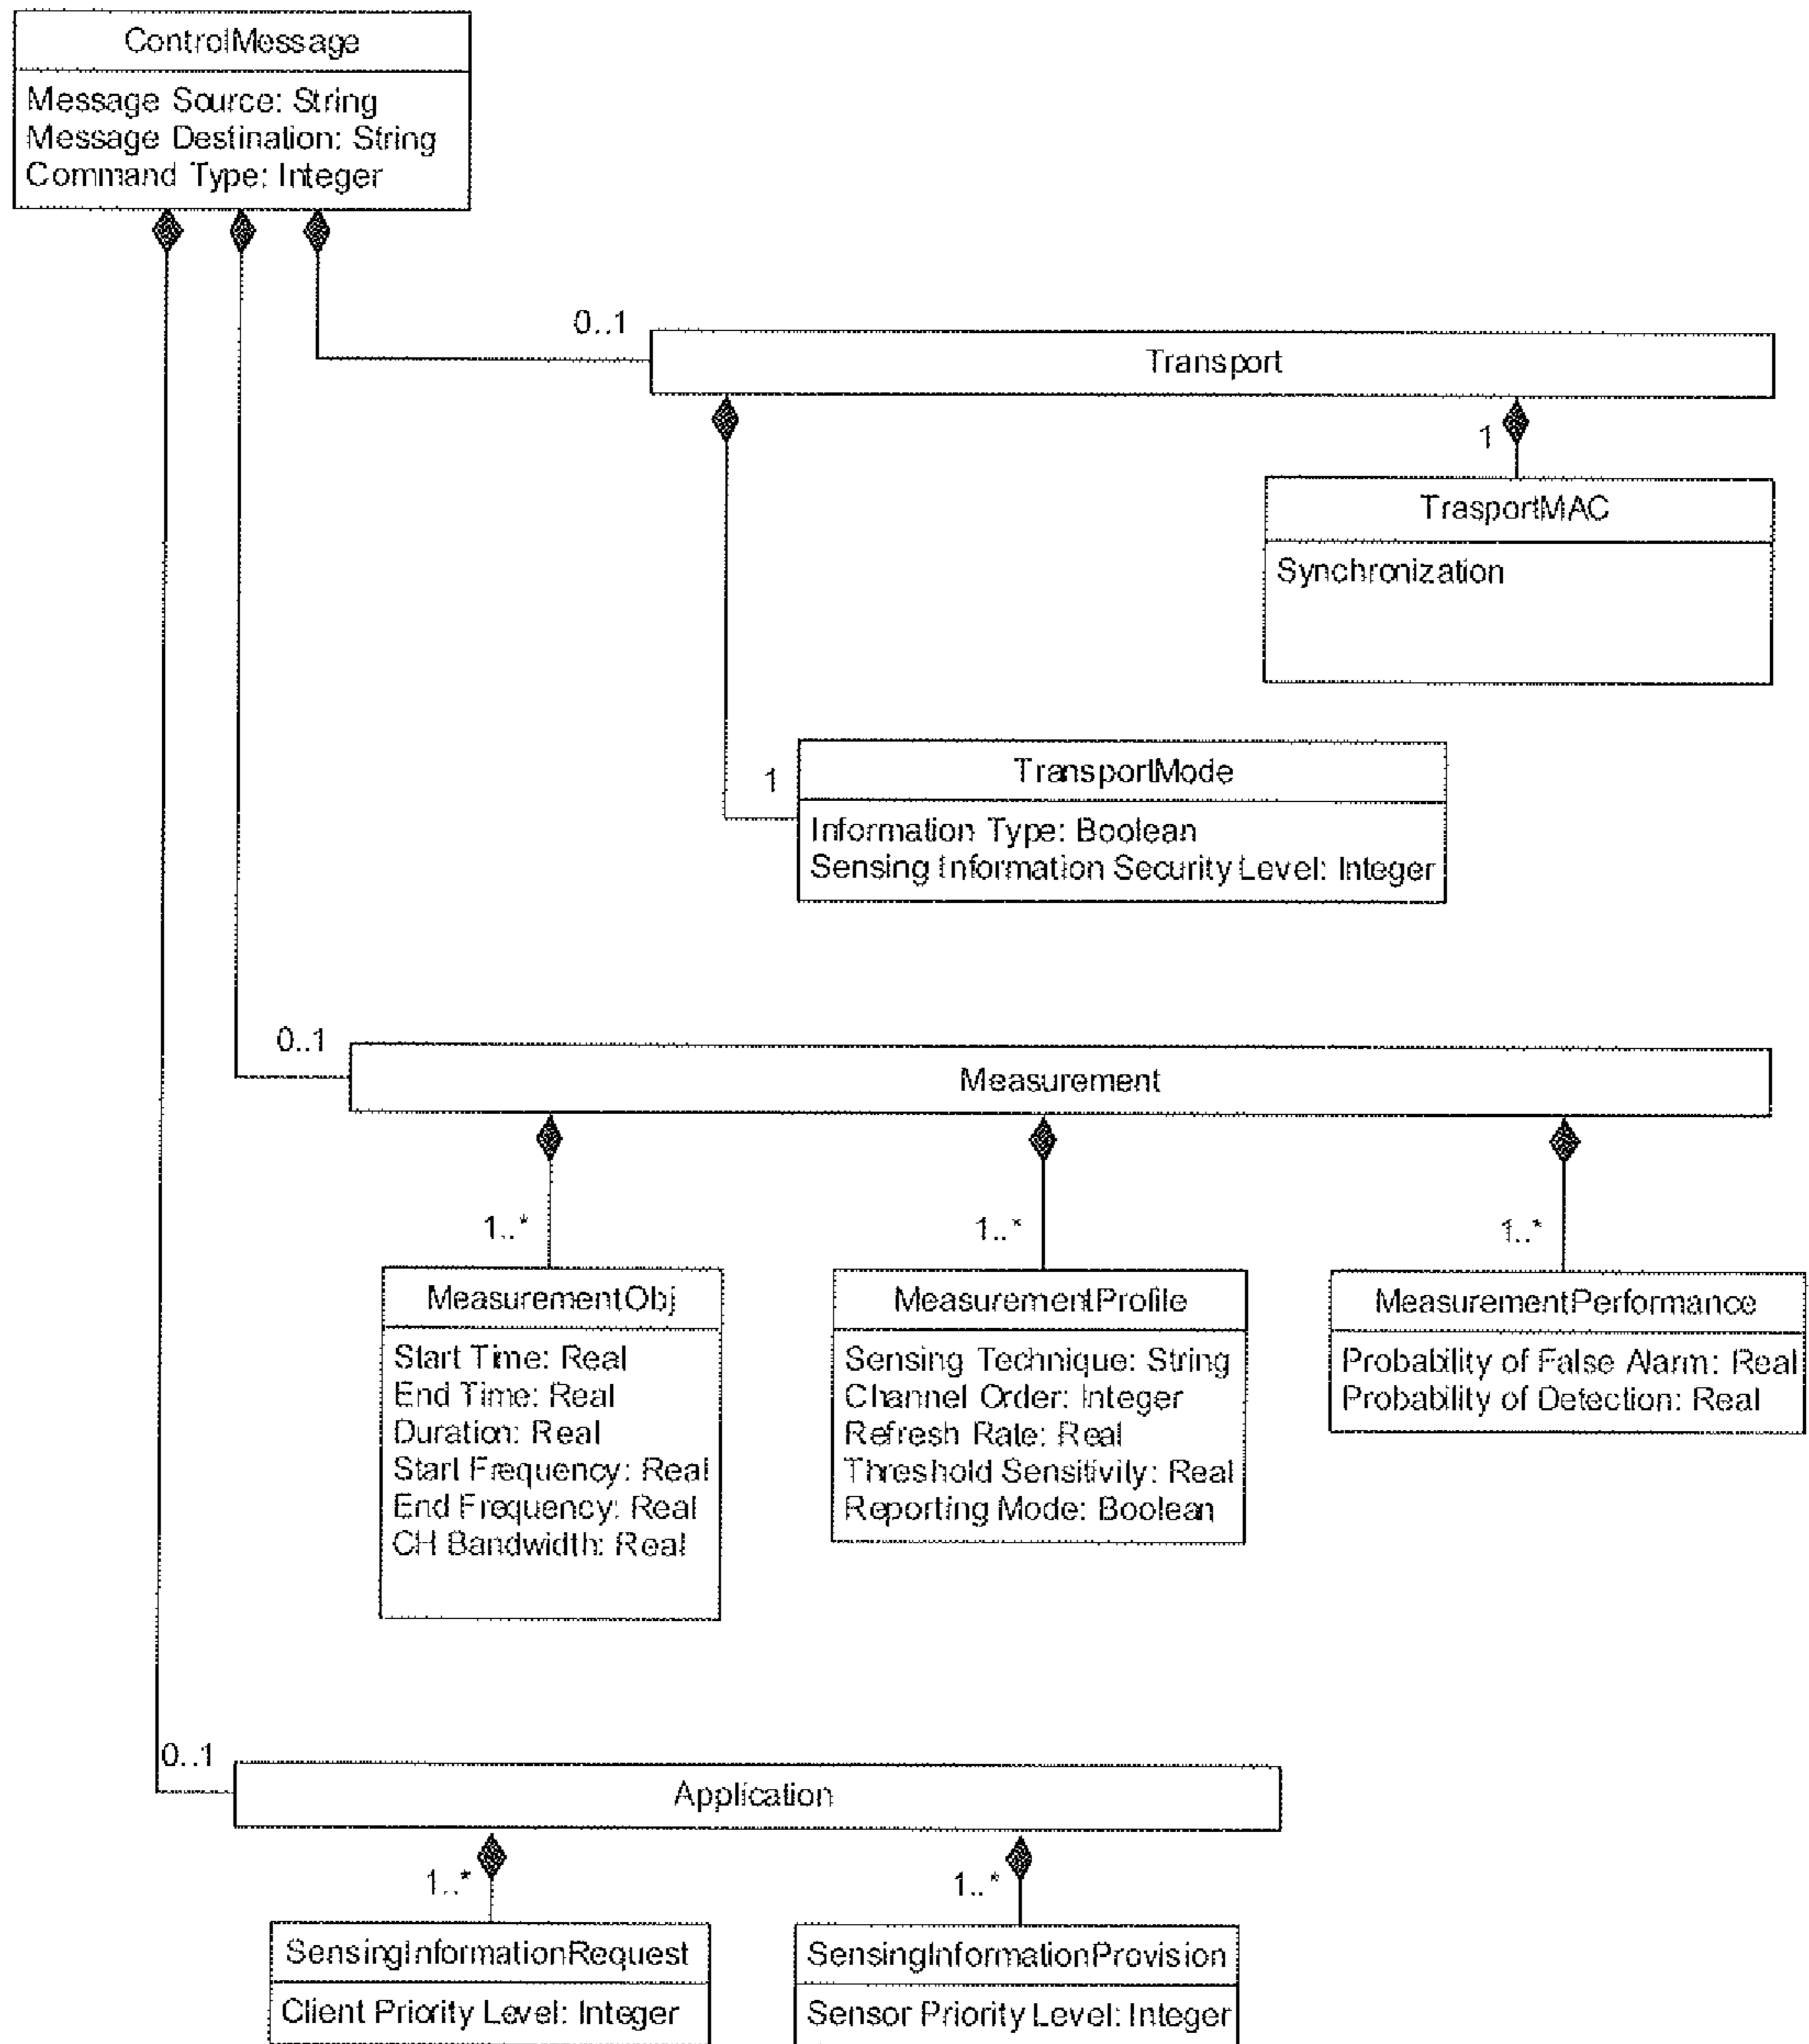 ControlMessage
Message Source: String
Message Destination: String
Command Type: Integer
0..1
Transport
1
TrasportMAC
Synchronization
1
TransportMode
Information Type: Boolean
Sensing Information Security Level: Integer
0..1
Measurement
1..*
1..*
1..*
MeasurementObj
Start Time: Real
End Time: Real
Duration: Real
Start Frequency: Real
End Frequency: Real
CH Bandwidth: Real
MeasurementProfile
Sensing Technique: String
Channel Order: Integer
Refresh Rate: Real
Threshold Sensitivity: Real
Reporting Mode: Boolean
MeasurementPerformance
Probability of False Alarm: Real
Probability of Detection: Real
0..1
Application
1..*
1..*
SensingInformationRequest
Client Priority Level: Integer
SensingInformationProvision
Sensor Priority Level: Integer